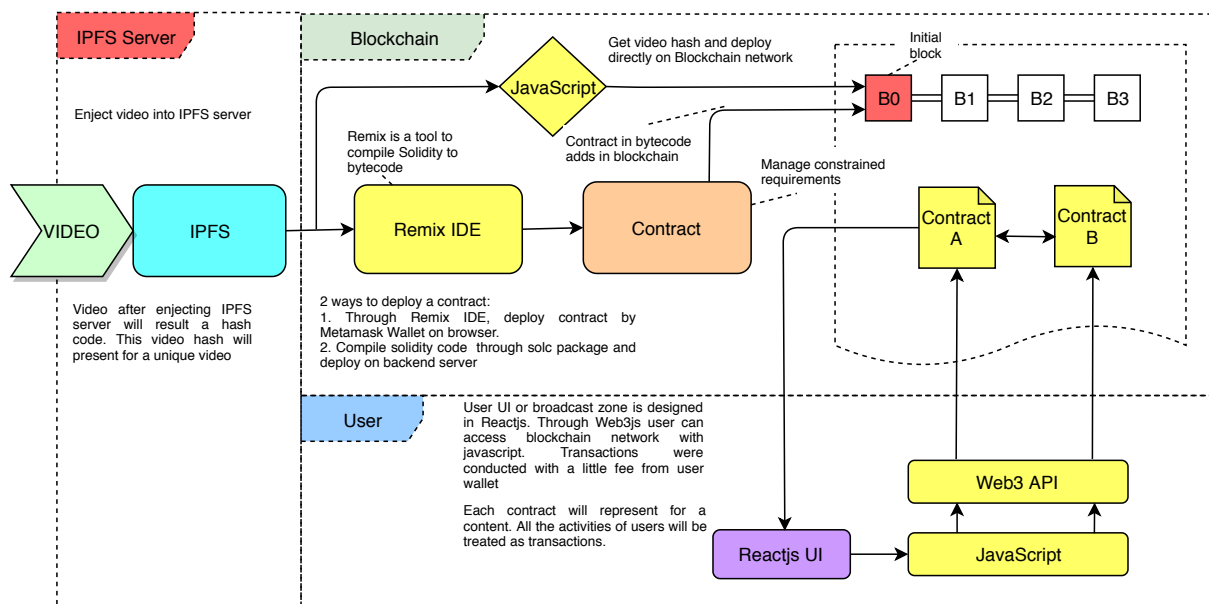 IPFS Server
Enject video into IPFS server
VIDEO
IPFS
Video after enjecting IPFS
server will result a hash
code. This video hash will
present for a unique video
Blockchain
JavaScript
Get video hash and deploy
directly on Blockchain network
Remix is a tool to
compile Solidity to
bytecode
Remix IDE
Contract in bytecode
adds in blockchain
Contract
Manage constrained
requirements
2 ways to deploy a contract:
1. Through Remix IDE, deploy contract by
Metamask Wallet on browser.
2. Compile solidity code through solc package and
deploy on backend server
Initial
block
B0
B1
B2
B3
Contract
A
Contract
B
User
User UI or broadcast zone is designed
in Reactjs. Through Web3js user can
access blockchain network with
javascript. Transactions were
conducted with a little fee from user
wallet
Each contract will represent for a
content. All the activities of users will be
treated as transactions.
Reactjs UI
Web3 API
JavaScript